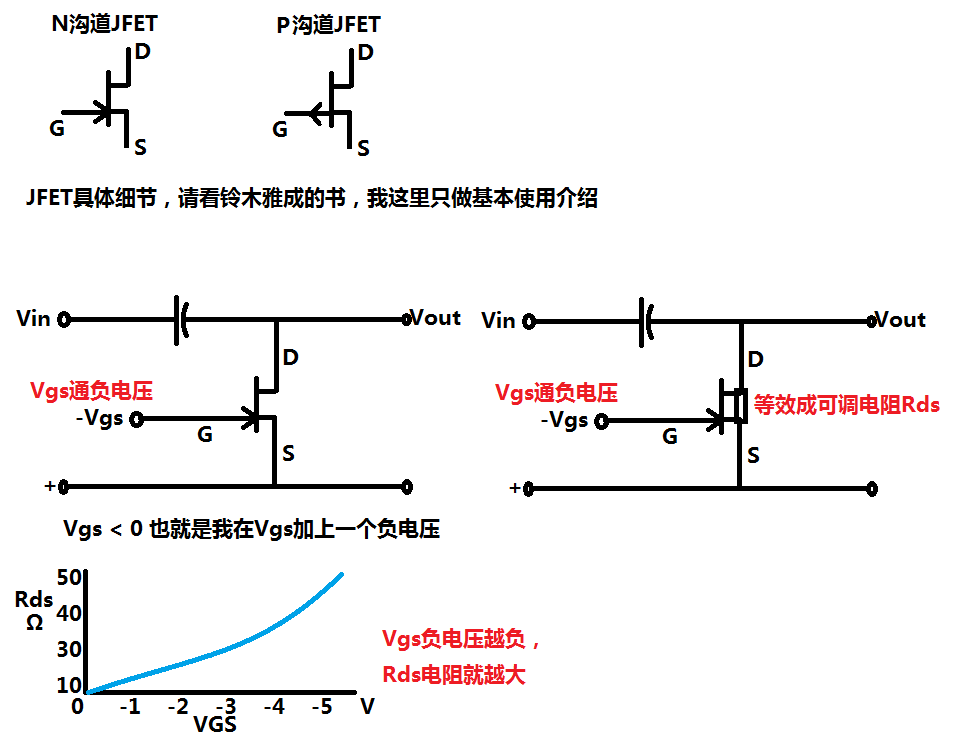 N沟道JFET
P沟道JFET
D
D
G
G
S
S
JFET具体细节，请看铃木雅成的书，我这里只做基本使用介绍
Vin
Vout
Vin
Vout
D
D
Vgs通负电压
Vgs通负电压
等效成可调电阻Rds
-Vgs
-Vgs
G
G
S
S
+
+
Vgs < 0 也就是我在Vgs加上一个负电压
50
Rds
Ω
40
30
10
Vgs负电压越负，
Rds电阻就越大
0 -1 -2 -3 -4 -5 V
VGS